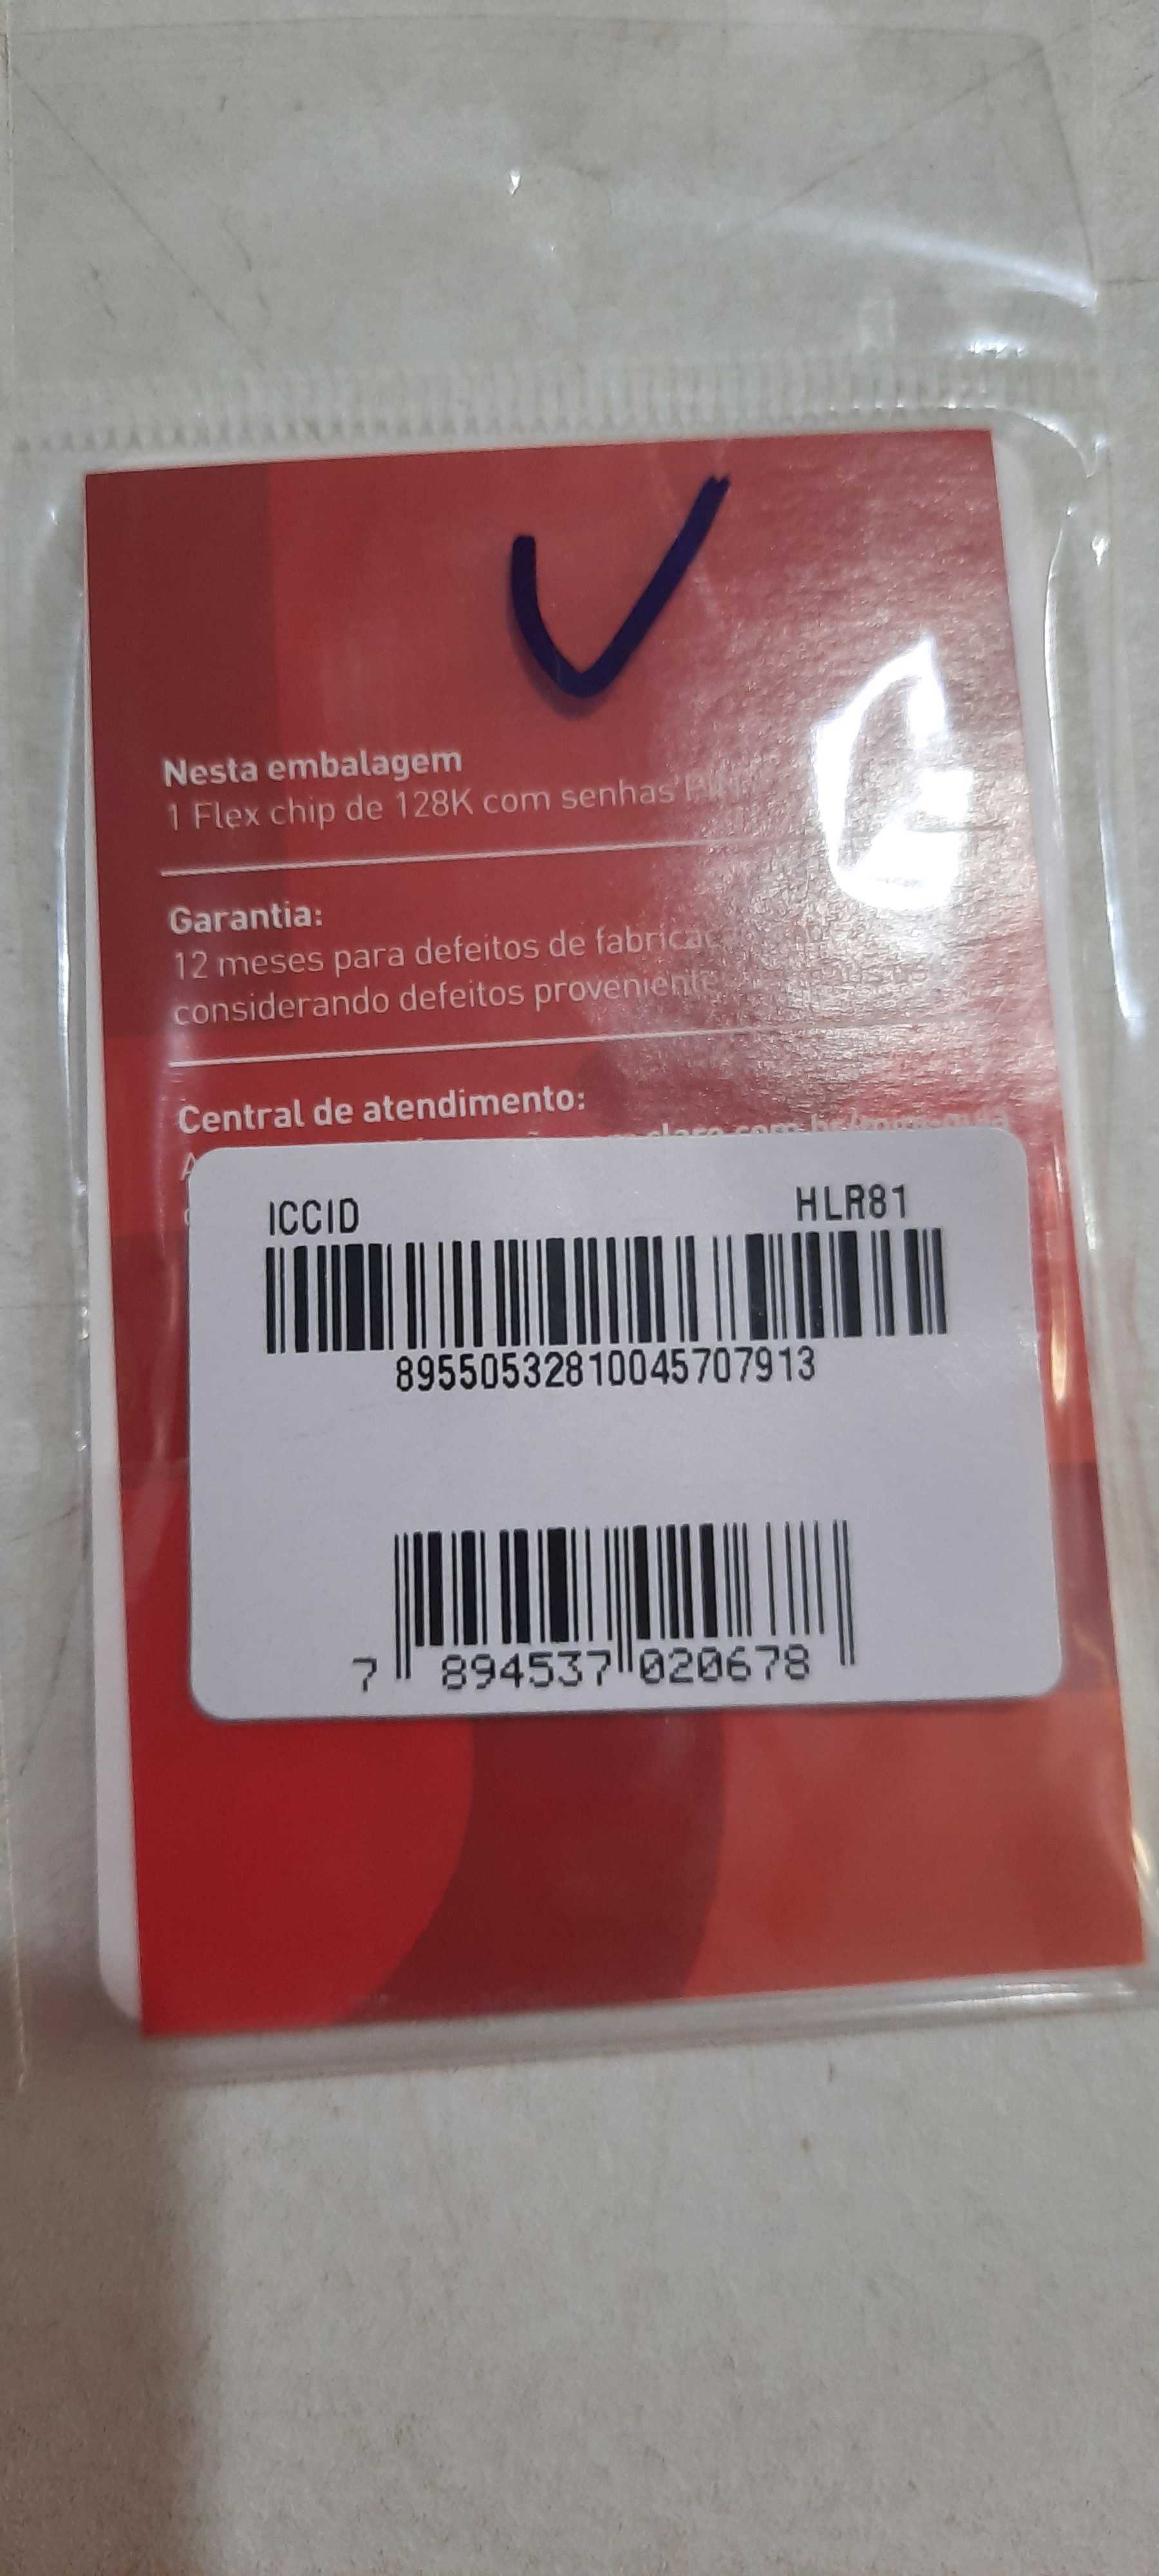 Nesta embalagem
1 Flex chip de 128K com senhas
Garantia:
12 meses para defeitos de
considerando defeitos
Central de atendimento:
ICCID
HLR81
89550532810045707913
7 894537 020678